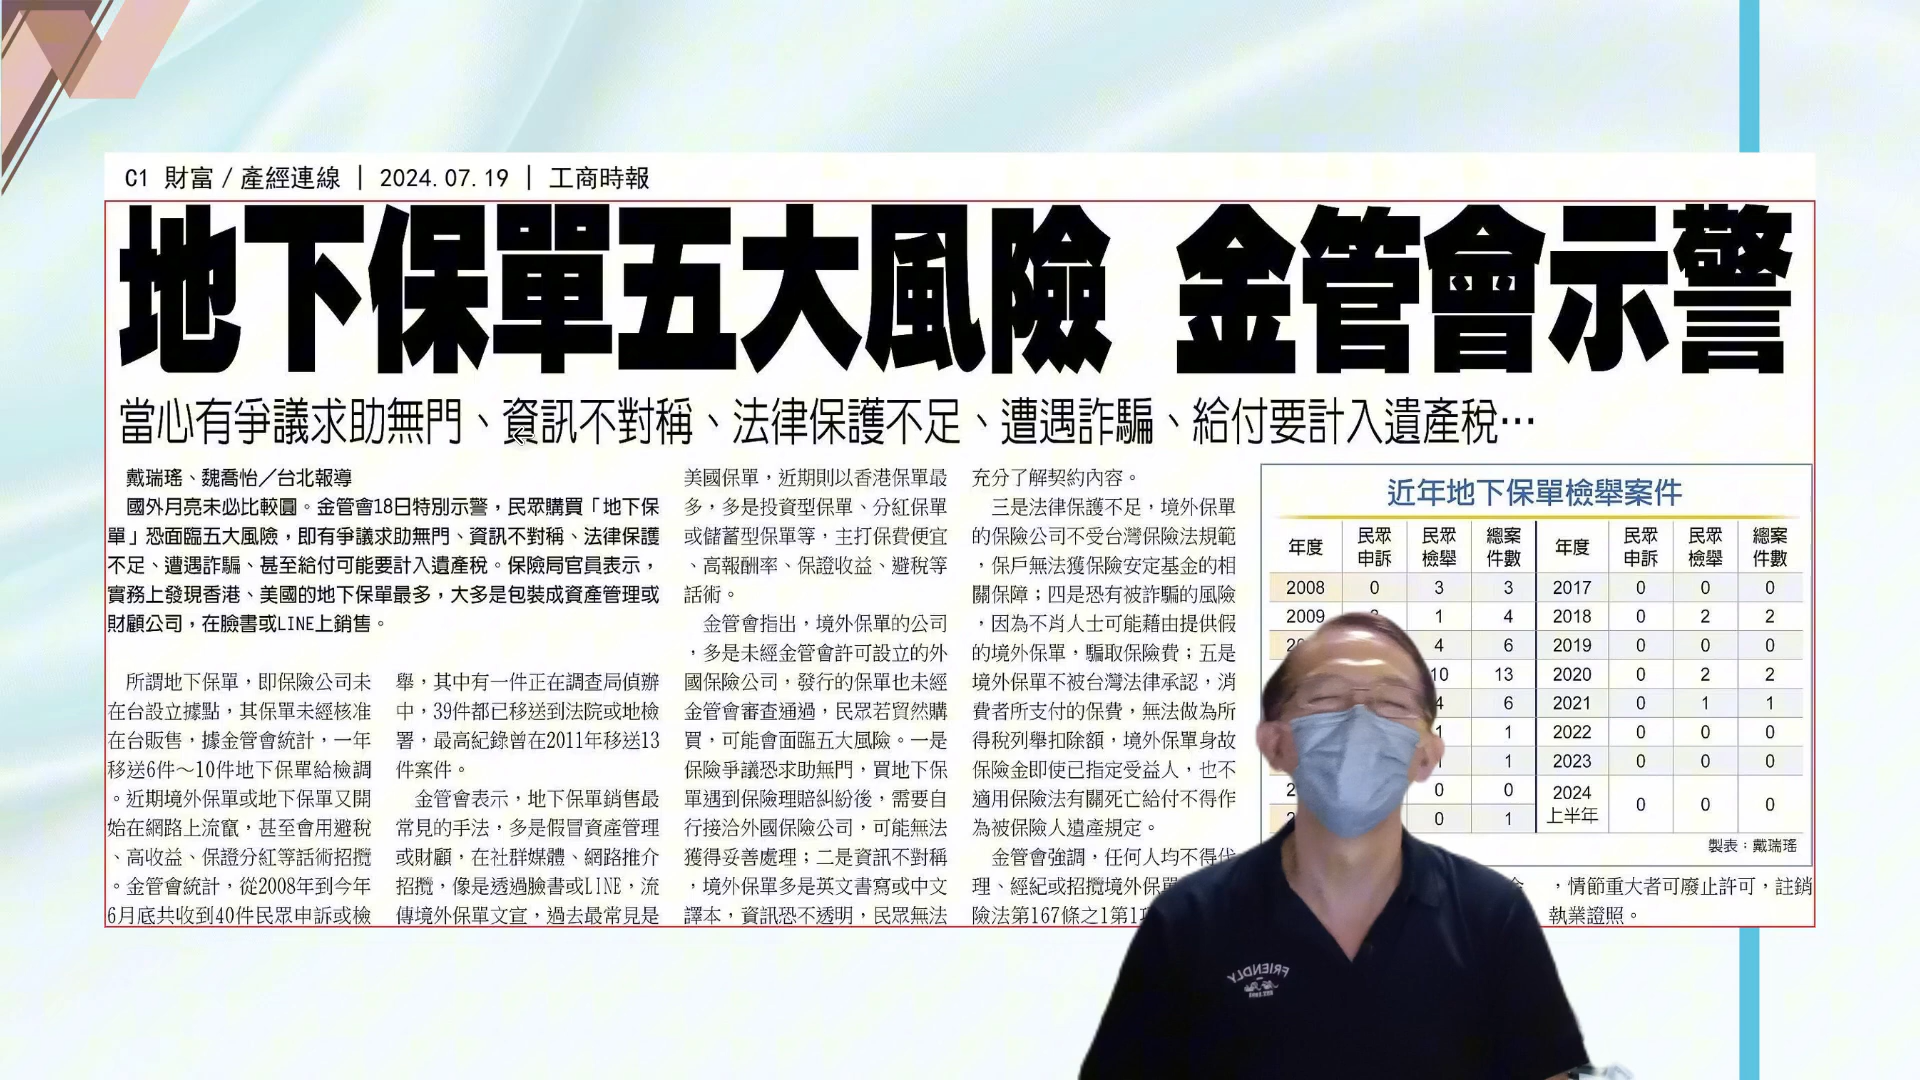 C1 財富/產經連線 | 2024.07.19 | 工商時報
地下保單五大風險 金管會示警
當心有爭議求助無門、資訊不對稱、法律保護不足、遭遇詐騙、給付要計入遺產稅…
戴瑞瑤、魏喬怡/台北報導
國外月亮未必比較圓。金管會18日特別示警，民眾購買「地下保
單」恐面臨五大風險，即有爭議求助無門、資訊不對稱、法律保護
不足、遭遇詐騙、甚至給付可能要計入遺產稅。保險局官員表示，
實務上發現香港、美國的地下保單最多，大多是包裝成資產管理或
財顧公司，在臉書或LINE上銷售。
所謂地下保單，即保險公司未
在台設立據點，其保單未經核准
在台販售，據金管會統計，一年
移送6件～10件地下保單給檢調
。近期境外保單或地下保單又開
始在網路上流竄，甚至會用避稅
、高收益、保證分紅等話術招攬
。金管會統計，從2008年到今年
6月底共收到40件民眾申訴或檢
舉，其中有一件正在調查局偵辦
中，39件都已移送到法院或地檢
署，最高紀錄曾在2011年移送13
件案件。
金管會表示，地下保單銷售最
常見的手法，多是假冒資產管理
或財顧，在社群媒體、網路推介
招攬，像是透過臉書或LINE，流
傳境外保單文宣，過去最常見是
美國保單，近期則以香港保單最
多，多是投資型保單、分紅保單
或儲蓄型保單等，主打保費便宜
、高報酬率、保證收益、避稅等
話術。
金管會指出，境外保單的公司
，多是未經金管會許可設立的外
國保險公司，發行的保單也未經
金管會審查通過，民眾若貿然購
買，可能會面臨五大風險。一是
保險爭議恐求助無門，買地下保
單遇到保險理賠糾紛後，需要自
行接洽外國保險公司，可能無法
獲得妥善處理；二是資訊不對稱
，境外保單多是英文書寫或中文
譯本，資訊恐不透明，民眾無法
充分了解契約內容。
三是法律保護不足，境外保單
的保險公司不受台灣保險法規範
，保戶無法獲保險安定基金的相
關保障；四是恐有被詐騙的風險
，因為不肖人士可能藉由提供假
的境外保單，騙取保險費；五是
境外保單不被台灣法律承認，消
費者所支付的保費，無法做為所
得稅列舉扣除額，境外保單身故
保險金即使已指定受益人，也不
適用保險法有關死亡給付不得作
為被保險人遺產規定。
金管會強調，任何人均不得代
理、經紀或招攬境外保單
險法第167條之1第1項
，情節重大者可廢止許可，註銷
執業證照。
近年地下保單檢舉案件
年度 民眾申訴 民眾檢舉 總案件數 年度 民眾申訴 民眾檢舉 總案件數
2008 0 3 3 2017 0 0 0
2009 1 4 2018 0 2 2
4 6 2019 0 0 0
10 13 2020 0 2 2
4 6 2021 0 1 1
1 1 2022 0 0 0
1 2023 0 0 0
0 0 2024上半年 0 0 0
0 1
製表：戴瑞瑤
FRIENDLY